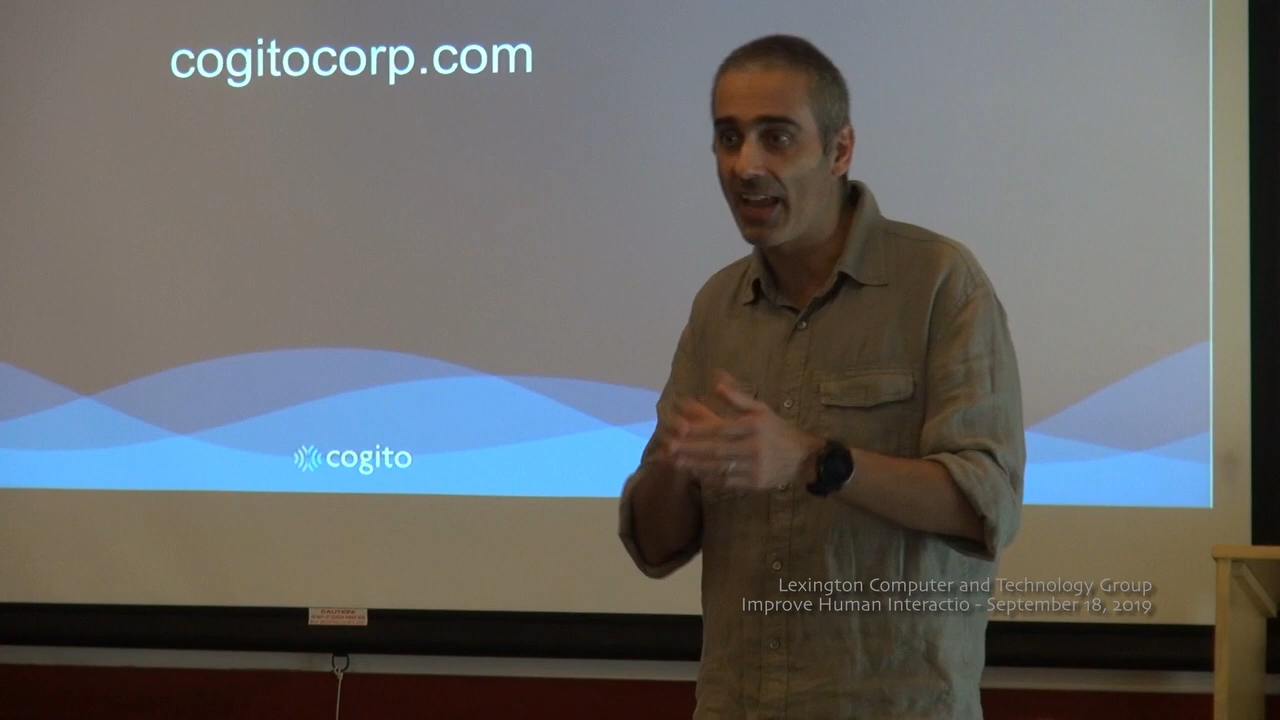 cogitocorp.com
cogito
Lexington Computer and Technology Group
Improve Human Interactio - September 18, 2019
CAUTION!